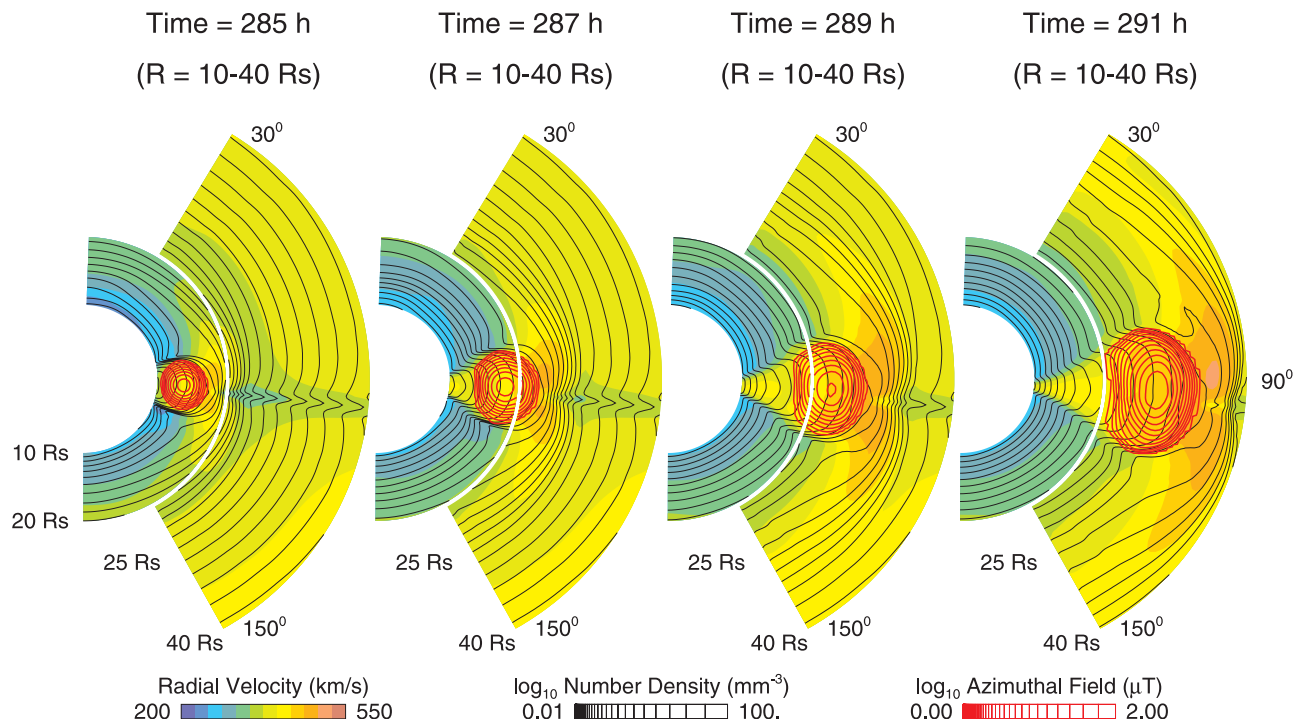 Time = 285 h Time = 287 h Time = 289 h Time = 291 h
(R = 10-40 Rs) (R = 10-40 Rs) (R = 10-40 Rs) (R = 10-40 Rs)
30⁰ 30⁰ 30⁰ 30⁰
90⁰
10 Rs
20 Rs
25 Rs 25 Rs 25 Rs 25 Rs
150⁰ 150⁰ 150⁰ 150⁰
40 Rs 40 Rs 40 Rs 40 Rs
Radial Velocity (km/s) log₁₀ Number Density (mm⁻³) log₁₀ Azimuthal Field (μT)
200 550 0.01 100. 0.00 2.00